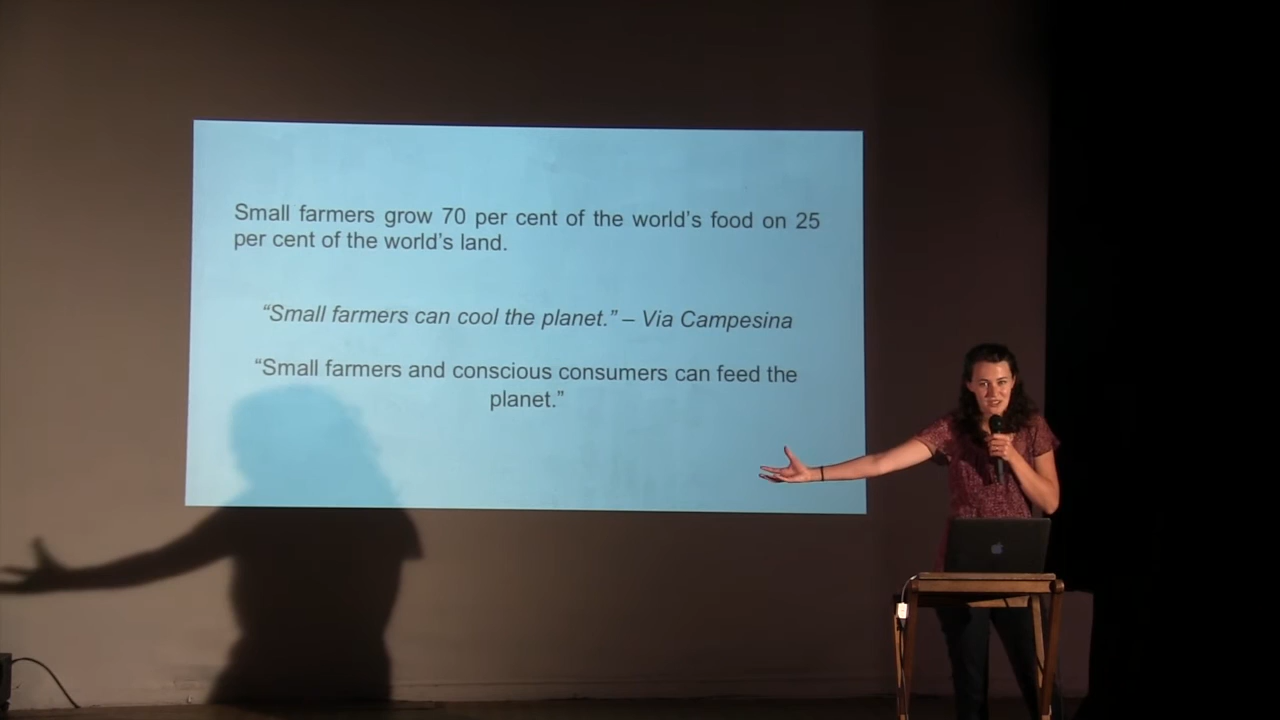 Small farmers grow 70 per cent of the world's food on 25
per cent of the world's land.
“Small farmers can cool the planet.” – Via Campesina
“Small farmers and conscious consumers can feed the
planet.”